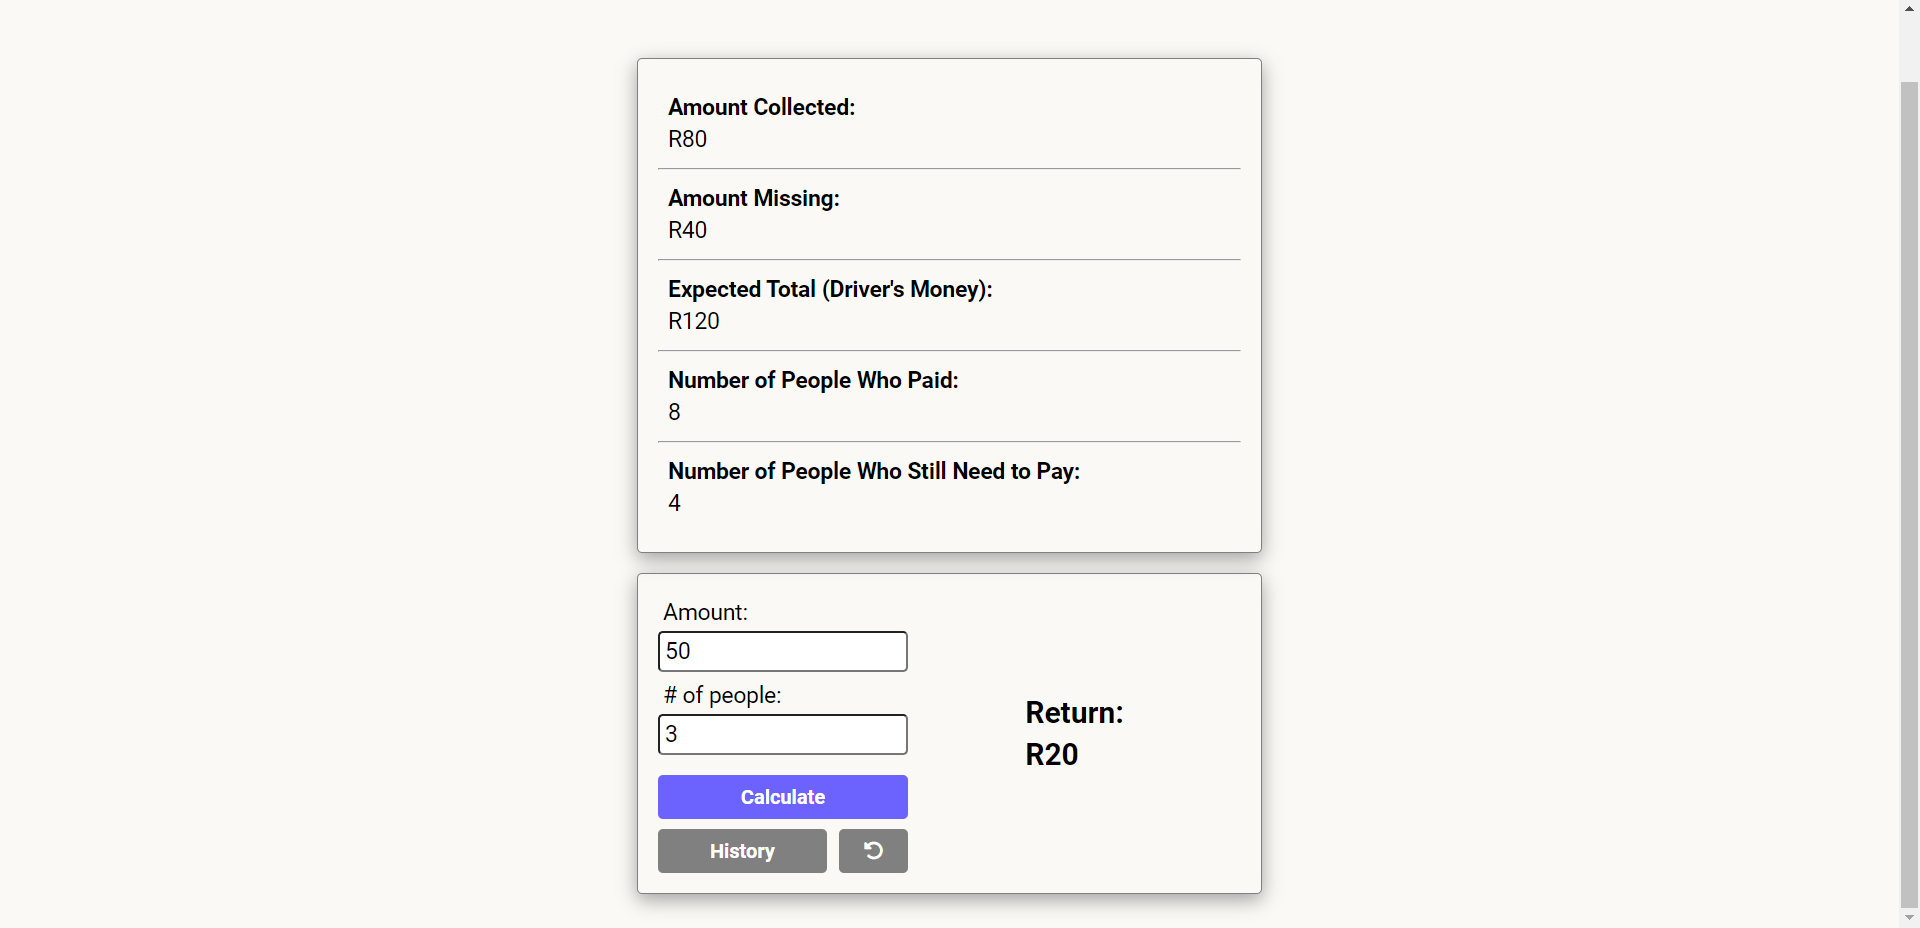 Amount Collected:
R80
Amount Missing:
R40
Expected Total (Driver's Money):
R120
Number of People Who Paid:
8
Number of People Who Still Need to Pay:
4
Amount:
50
# of people:
3
Calculate
History
Return:
R20